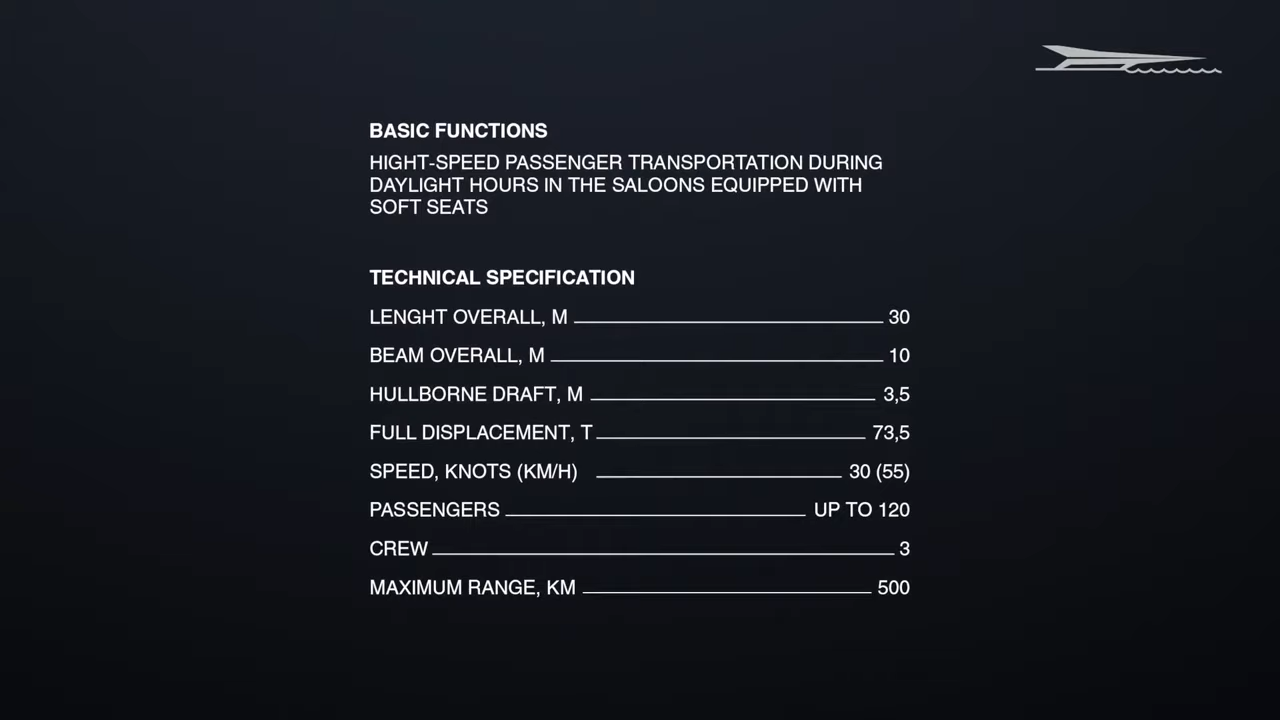 BASIC FUNCTIONS
HIGHT-SPEED PASSENGER TRANSPORTATION DURING
DAYLIGHT HOURS IN THE SALOONS EQUIPPED WITH
SOFT SEATS
TECHNICAL SPECIFICATION
LENGHT OVERALL, M 30
BEAM OVERALL, M 10
HULLBORNE DRAFT, M 3,5
FULL DISPLACEMENT, T 73,5
SPEED, KNOTS (KM/H) 30 (55)
PASSENGERS UP TO 120
CREW 3
MAXIMUM RANGE, KM 500